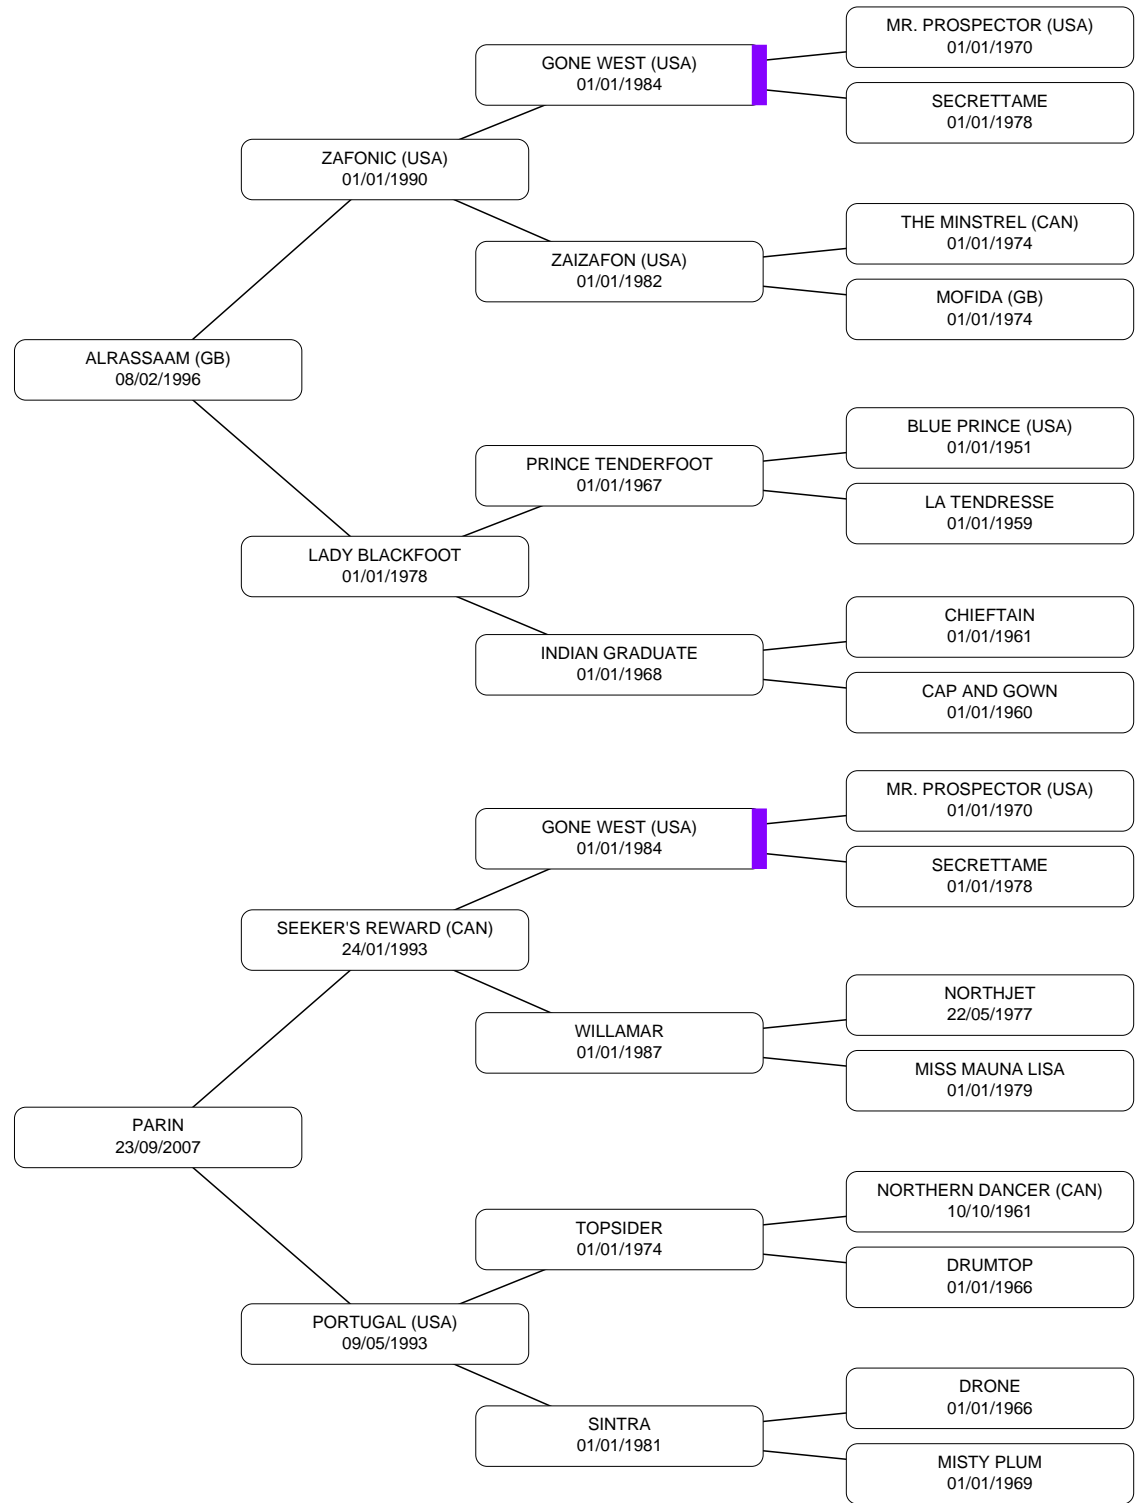 MR. PROSPECTOR (USA)
01/01/1970
GONE WEST (USA)
01/01/1984
SECRETTAME
01/01/1978
ZAFONIC (USA)
01/01/1990
THE MINSTREL (CAN)
01/01/1974
ZAIZAFON (USA)
01/01/1982
MOFIDA (GB)
01/01/1974
ALRASSAAM (GB)
08/02/1996
BLUE PRINCE (USA)
01/01/1951
PRINCE TENDERFOOT
01/01/1967
LA TENDRESSE
01/01/1959
LADY BLACKFOOT
01/01/1978
CHIEFTAIN
01/01/1961
INDIAN GRADUATE
01/01/1968
CAP AND GOWN
01/01/1960
MR. PROSPECTOR (USA)
01/01/1970
GONE WEST (USA)
01/01/1984
SECRETTAME
01/01/1978
SEEKER'S REWARD (CAN)
24/01/1993
NORTHJET
22/05/1977
WILLAMAR
01/01/1987
MISS MAUNA LISA
01/01/1979
PARIN
23/09/2007
NORTHERN DANCER (CAN)
10/10/1961
TOPSIDER
01/01/1974
DRUMTOP
01/01/1966
PORTUGAL (USA)
09/05/1993
DRONE
01/01/1966
SINTRA
01/01/1981
MISTY PLUM
01/01/1969